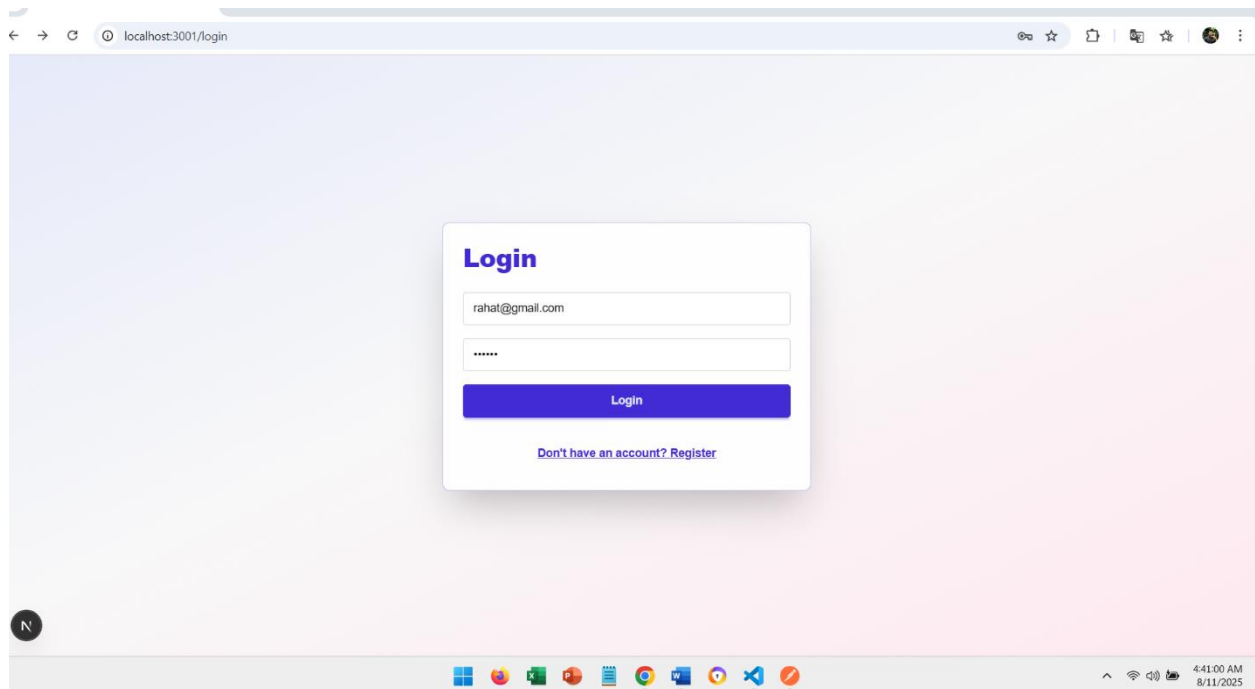 localhost:3001/login
Login
rahat@gmail.com
••••••
Login
Don't have an account? Register
N
4:41:00 AM
8/11/2025